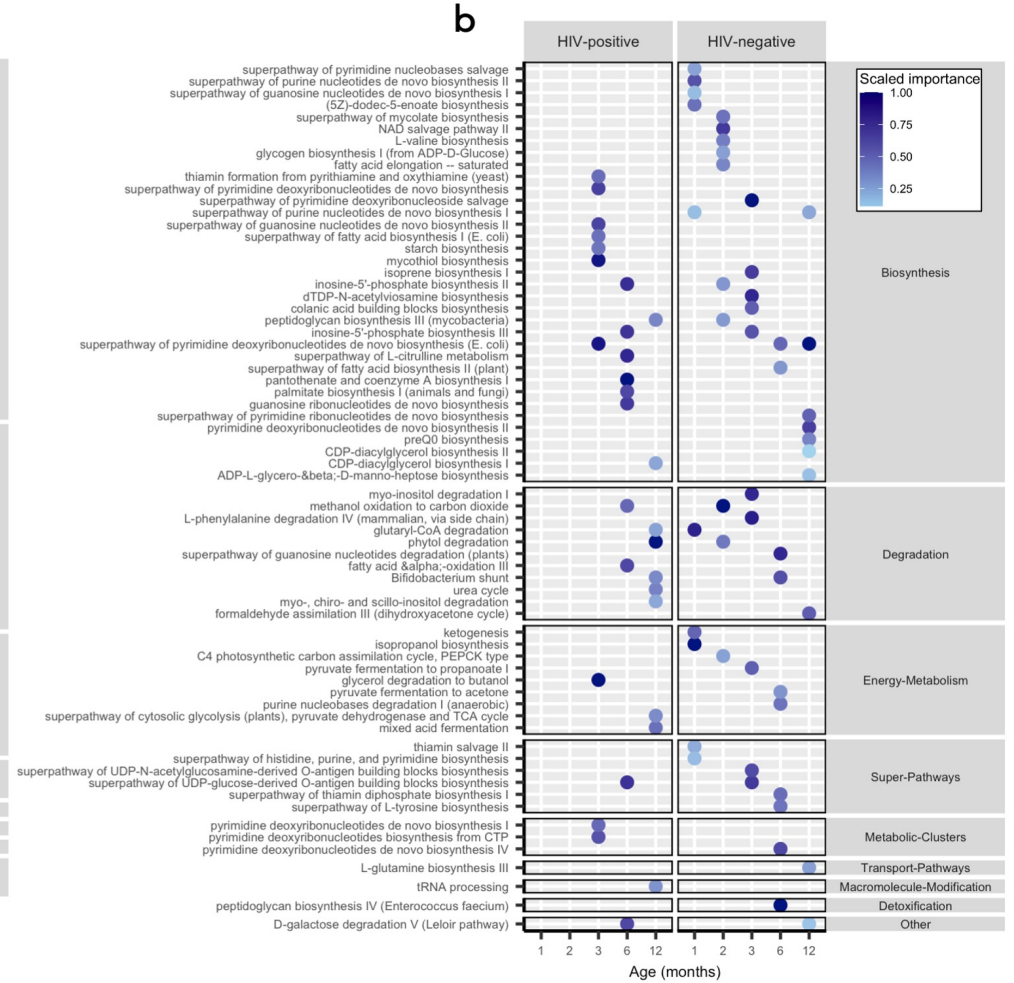 b
HIV-positive
HIV-negative
superpathway of pyrimidine nucleobases salvage
superpathway of purine nucleotides de novo biosynthesis II
superpathway of guanosine nucleotides de novo biosynthesis I
(5Z)-dodec-5-enoate biosynthesis
superpathway of mycolate biosynthesis
NAD salvage pathway II
L-valine biosynthesis
glycogen biosynthesis I (from ADP-D-Glucose)
fatty acid elongation -- saturated
thiamin formation from pyrithiamine and oxythiamine (yeast)
superpathway of pyrimidine deoxyribonucleotides de novo biosynthesis
superpathway of pyrimidine deoxyribonucleoside salvage
superpathway of purine nucleotides de novo biosynthesis I
superpathway of guanosine nucleotides de novo biosynthesis II
superpathway of fatty acid biosynthesis I (E. coli)
starch biosynthesis
mycothiol biosynthesis
isoprene biosynthesis I
inosine-5'-phosphate biosynthesis II
dTDP-N-acetylviosamine biosynthesis
colanic acid building blocks biosynthesis
peptidoglycan biosynthesis III (mycobacteria)
inosine-5'-phosphate biosynthesis III
superpathway of pyrimidine deoxyribonucleotides de novo biosynthesis (E. coli)
superpathway of L-citrulline metabolism
superpathway of fatty acid biosynthesis II (plant)
pantothenate and coenzyme A biosynthesis I
palmitate biosynthesis I (animals and fungi)
guanosine ribonucleotides de novo biosynthesis
superpathway of pyrimidine ribonucleotides de novo biosynthesis
pyrimidine deoxyribonucleotides de novo biosynthesis II
preQ0 biosynthesis
CDP-diacylglycerol biosynthesis II
CDP-diacylglycerol biosynthesis I
ADP-L-glycero-&beta;-D-manno-heptose biosynthesis
Biosynthesis
Scaled importance
1.00
0.75
0.50
0.25
myo-inositol degradation I
methanol oxidation to carbon dioxide
L-phenylalanine degradation IV (mammalian, via side chain)
glutaryl-CoA degradation
phytol degradation
superpathway of guanosine nucleotides degradation (plants)
fatty acid &alpha;-oxidation III
Bifidobacterium shunt
urea cycle
myo-, chiro- and scillo-inositol degradation
formaldehyde assimilation III (dihydroxyacetone cycle)
Degradation
ketogenesis
isopropanol biosynthesis
C4 photosynthetic carbon assimilation cycle, PEPCK type
pyruvate fermentation to propanoate I
glycerol degradation to butanol
pyruvate fermentation to acetone
purine nucleobases degradation I (anaerobic)
superpathway of cytosolic glycolysis (plants), pyruvate dehydrogenase and TCA cycle
mixed acid fermentation
Energy-Metabolism
thiamin salvage II
superpathway of histidine, purine, and pyrimidine biosynthesis
superpathway of UDP-N-acetylglucosamine-derived O-antigen building blocks biosynthesis
superpathway of UDP-glucose-derived O-antigen building blocks biosynthesis
superpathway of thiamin diphosphate biosynthesis I
superpathway of L-tyrosine biosynthesis
Super-Pathways
pyrimidine deoxyribonucleotides de novo biosynthesis I
pyrimidine deoxyribonucleotides biosynthesis from CTP
pyrimidine deoxyribonucleotides de novo biosynthesis IV
Metabolic-Clusters
L-glutamine biosynthesis III
Transport-Pathways
tRNA processing
Macromolecule-Modification
peptidoglycan biosynthesis IV (Enterococcus faecium)
Detoxification
D-galactose degradation V (Leloir pathway)
Other
1 2 3 6 12 1 2 3 6 12
Age (months)